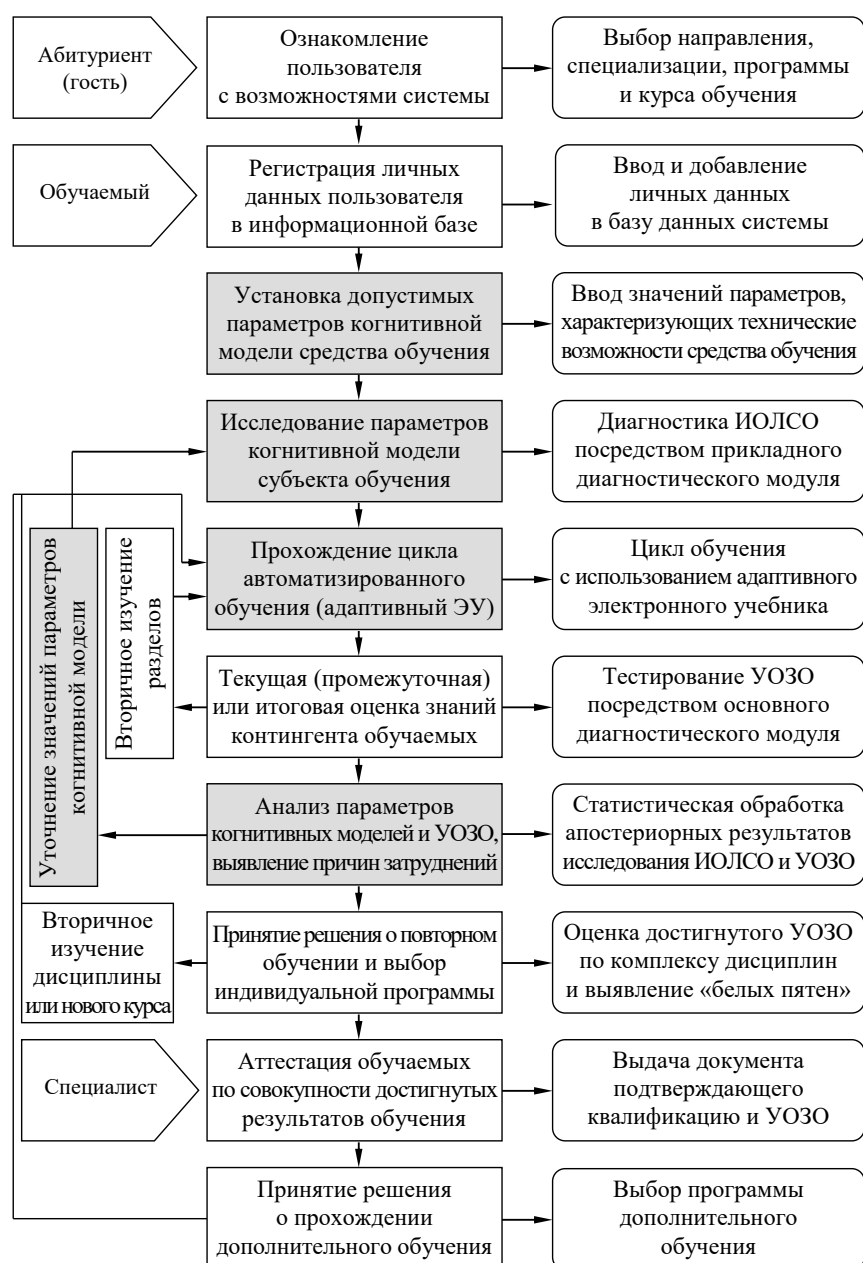 Абитуриент
(гость)
Ознакомление
пользователя
с возможностями системы
Выбор направления,
специализации, программы
и курса обучения
Обучаемый
Регистрация личных
данных пользователя
в информационной базе
Ввод и добавление
личных данных
в базу данных системы
Установка допустимых
параметров когнитивной
модели средства обучения
Ввод значений параметров,
характеризующих технические
возможности средства обучения
Исследование параметров
когнитивной модели
субъекта обучения
Диагностика ИОЛСО
посредством прикладного
диагностического модуля
Уточнение значений параметров
когнитивной модели
Вторичное изучение
разделов
Прохождение цикла
автоматизированного
обучения (адаптивный ЭУ)
Цикл обучения
с использованием адаптивного
электронного учебника
Текущая (промежуточная)
или итоговая оценка знаний
контингента обучаемых
Тестирование УОЗО
посредством основного
диагностического модуля
Анализ параметров
когнитивных моделей и УОЗО,
выявление причин затруднений
Статистическая обработка
апостериорных результатов
исследования ИОЛСО и УОЗО
Вторичное
изучение
дисциплины
или нового курса
Принятие решения о повторном
обучении и выбор
индивидуальной программы
Оценка достигнутого УОЗО
по комплексу дисциплин
и выявление «белых пятен»
Специалист
Аттестация обучаемых
по совокупности достигнутых
результатов обучения
Выдача документа
подтверждающего
квалификацию и УОЗО
Принятие решения
о прохождении
дополнительного обучения
Выбор программы
дополнительного
обучения